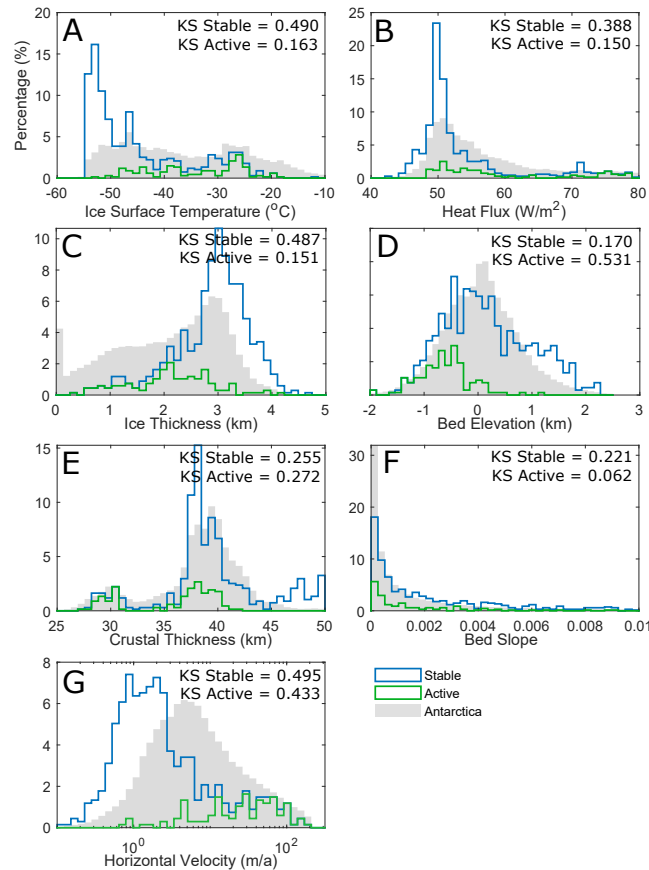 A
KS Stable = 0.490
KS Active = 0.163
Percentage (%)
20
15
10
5
0
-60 -50 -40 -30 -20 -10
Ice Surface Temperature (°C)
B
KS Stable = 0.388
KS Active = 0.150
25
20
15
10
5
0
40 50 60 70 80
Heat Flux (W/m²)
C
KS Stable = 0.487
KS Active = 0.151
10
8
6
4
2
0
0 1 2 3 4 5
Ice Thickness (km)
D
KS Stable = 0.170
KS Active = 0.531
-2 -1 0 1 2 3
Bed Elevation (km)
E
KS Stable = 0.255
KS Active = 0.272
15
10
5
0
25 30 35 40 45 50
Crustal Thickness (km)
F
KS Stable = 0.221
KS Active = 0.062
30
20
10
0
0 0.002 0.004 0.006 0.008 0.01
Bed Slope
G
KS Stable = 0.495
KS Active = 0.433
8
6
4
2
0
10⁰ 10²
Horizontal Velocity (m/a)
Stable
Active
Antarctica